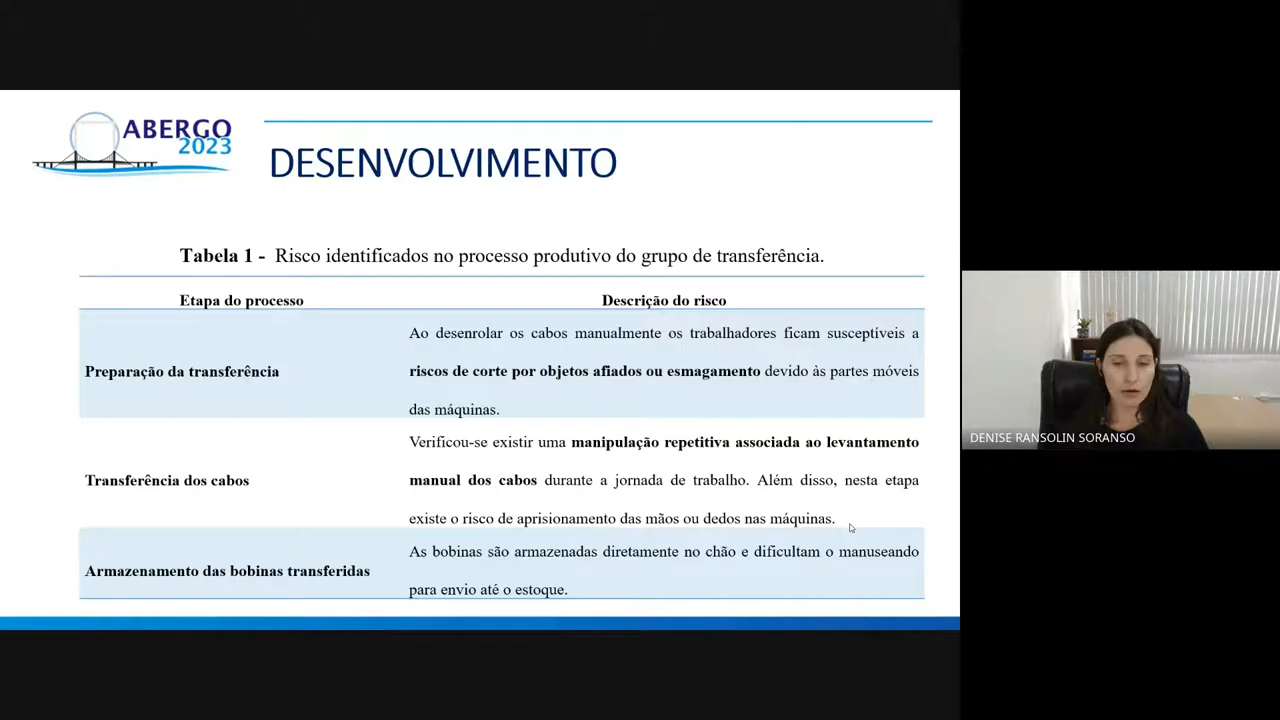 ABERGO
2023
DESENVOLVIMENTO
Tabela 1 - Risco identificados no processo produtivo do grupo de transferência.
Etapa do processo
Descrição do risco
Preparação da transferência
Ao desenrolar os cabos manualmente os trabalhadores ficam susceptíveis a
riscos de corte por objetos afiados ou esmagamento devido às partes móveis
das máquinas.
Transferência dos cabos
Verificou-se existir uma manipulação repetitiva associada ao levantamento
manual dos cabos durante a jornada de trabalho. Além disso, nesta etapa
existe o risco de aprisionamento das mãos ou dedos nas máquinas.
Armazenamento das bobinas transferidas
As bobinas são armazenadas diretamente no chão e dificultam o manuseando
para envio até o estoque.
DENISE RANSOLIN SORANSO